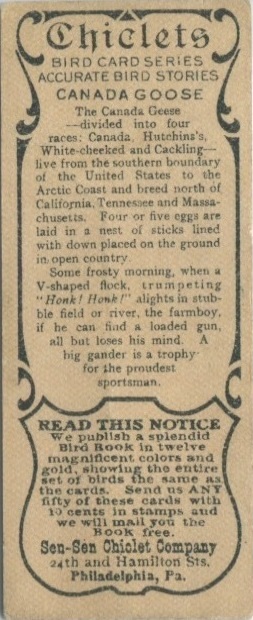 Chiclets
BIRD CARD SERIES
ACCURATE BIRD STORIES
CANADA GOOSE
The Canada Geese
—divided into four
races: Canada, Hutchins's,
White-cheeked and Cackling—
live from the southern boundary
of the United States to the
Arctic Coast and breed north of
California, Tennessee and Massa-
chusetts. Four or five eggs are
laid in a nest of sticks lined
with down placed on the ground
in open country.
Some frosty morning, when a
V-shaped flock, trumpeting
"Honk! Honk!" alights in stub-
ble field or river, the farmboy,
if he can find a loaded gun,
all but loses his mind. A
big gander is a trophy
for the proudest
sportsman.
READ THIS NOTICE
We publish a splendid
Bird Book in twelve
magnificent colors and
gold, showing the entire
set of birds the same as
the cards. Send us ANY
fifty of these cards with
10 cents in stamps and
we will mail you the
Book free.
Sen-Sen Chiclet Company
24th and Hamilton Sts.
Philadelphia, Pa.